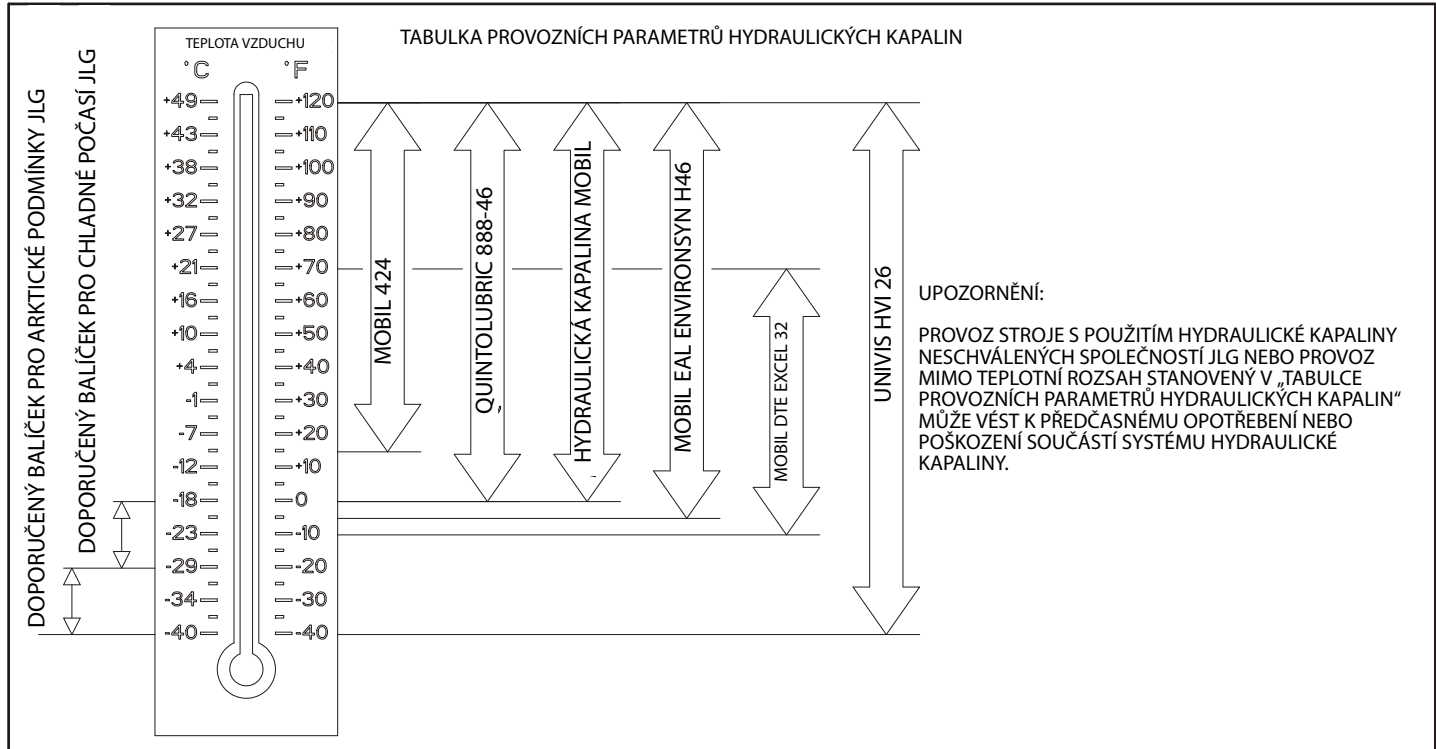 TABULKA PROVOZNÍCH PARAMETRŮ HYDRAULICKÝCH KAPALIN
DOPORUČENÝ BALÍČEK PRO ARKTICKÉ PODMÍNKY JLG
DOPORUČENÝ BALÍČEK PRO CHLADNÉ POČASÍ JLG
TEPLOTA VZDUCHU
°C °F
+49 +120
+43 +110
+38 +100
+32 +90
+27 +80
+21 +70
+16 +60
+10 +50
+4 +40
-1 +30
-7 +20
-12 +10
-18 0
-23 -10
-29 -20
-34 -30
-40 -40
MOBIL 424
QUINTOLUBRIC 888-46
„
HYDRAULICKÁ KAPALINA MOBIL
MOBIL EAL ENVIRONSYN H46
MOBIL DTE EXCEL 32
UNIVIS HVI 26
UPOZORNĚNÍ:
PROVOZ STROJE S POUŽITÍM HYDRAULICKÉ KAPALINY
NESCHVÁLENÝCH SPOLEČNOSTÍ JLG NEBO PROVOZ
MIMO TEPLOTNÍ ROZSAH STANOVENÝ V „TABULCE
PROVOZNÍCH PARAMETRŮ HYDRAULICKÝCH KAPALIN“
MŮŽE VÉST K PŘEDČASNÉMU OPOTŘEBENÍ NEBO
POŠKOZENÍ SOUČÁSTÍ SYSTÉMU HYDRAULICKÉ
KAPALINY.